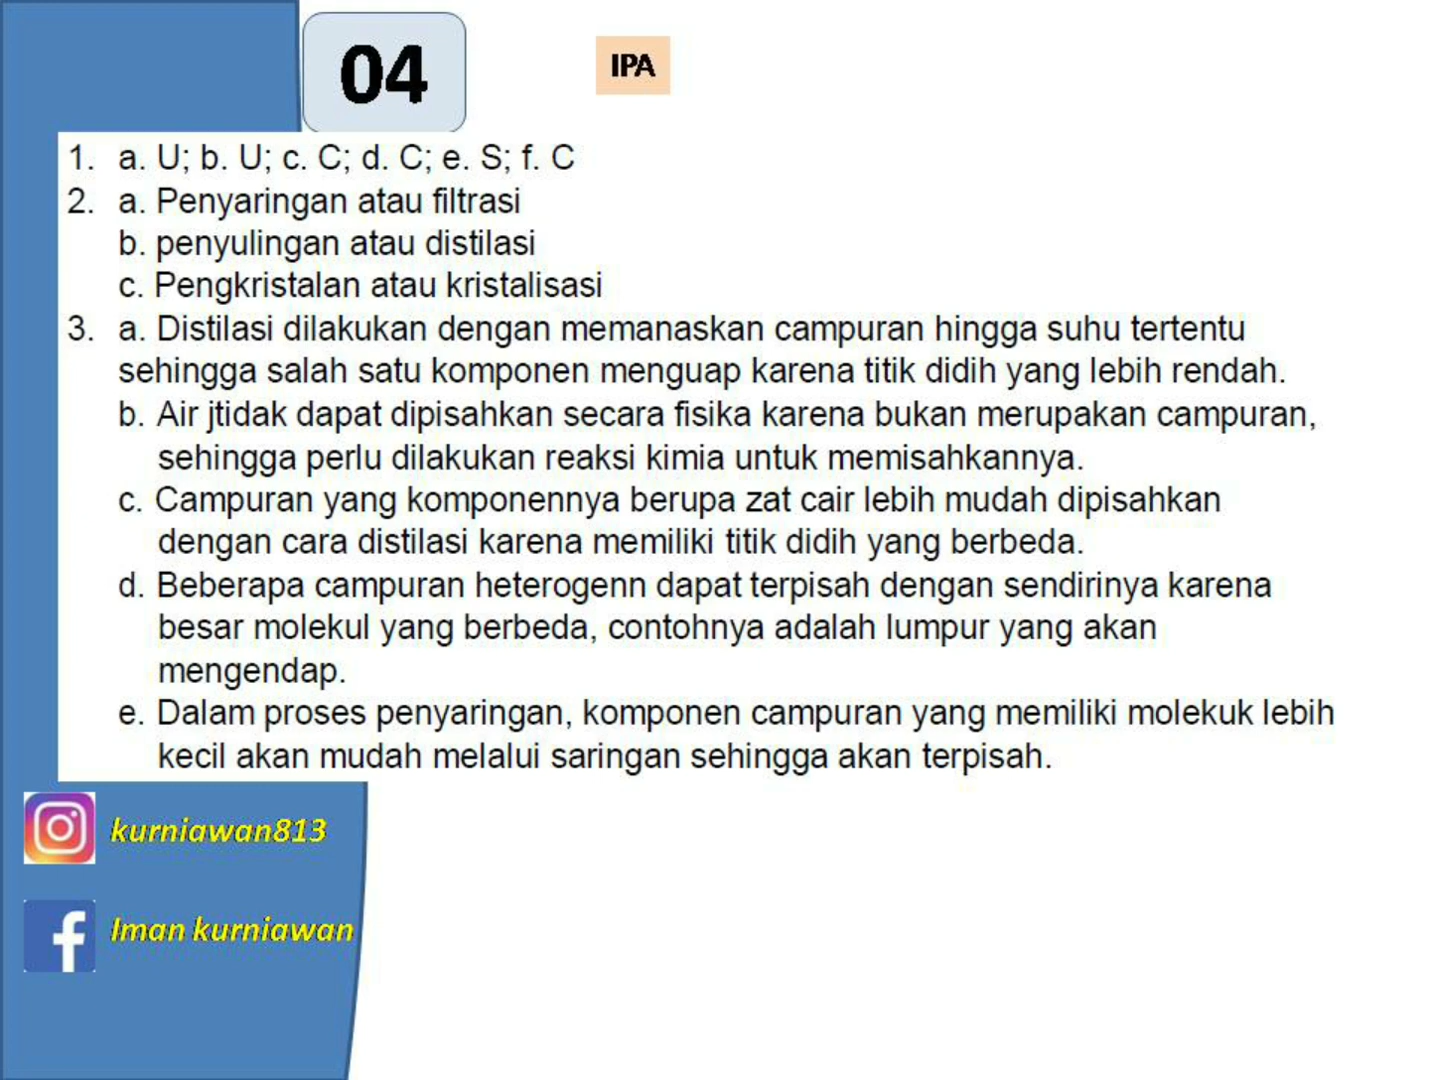 04
IPA
1. a. U; b. U; c. C; d. C; e. S; f. C
2. a. Penyaringan atau filtrasi
b. penyulingan atau distilasi
c. Pengkristalan atau kristalisasi
3. a. Distilasi dilakukan dengan memanaskan campuran hingga suhu tertentu
sehingga salah satu komponen menguap karena titik didih yang lebih rendah.
b. Air jtidak dapat dipisahkan secara fisika karena bukan merupakan campuran,
sehingga perlu dilakukan reaksi kimia untuk memisahkannya.
c. Campuran yang komponennya berupa zat cair lebih mudah dipisahkan
dengan cara distilasi karena memiliki titik didih yang berbeda.
d. Beberapa campuran heterogenn dapat terpisah dengan sendirinya karena
besar molekul yang berbeda, contohnya adalah lumpur yang akan
mengendap.
e. Dalam proses penyaringan, komponen campuran yang memiliki molekuk lebih
kecil akan mudah melalui saringan sehingga akan terpisah.
kurniawan813
Iman kurniawan